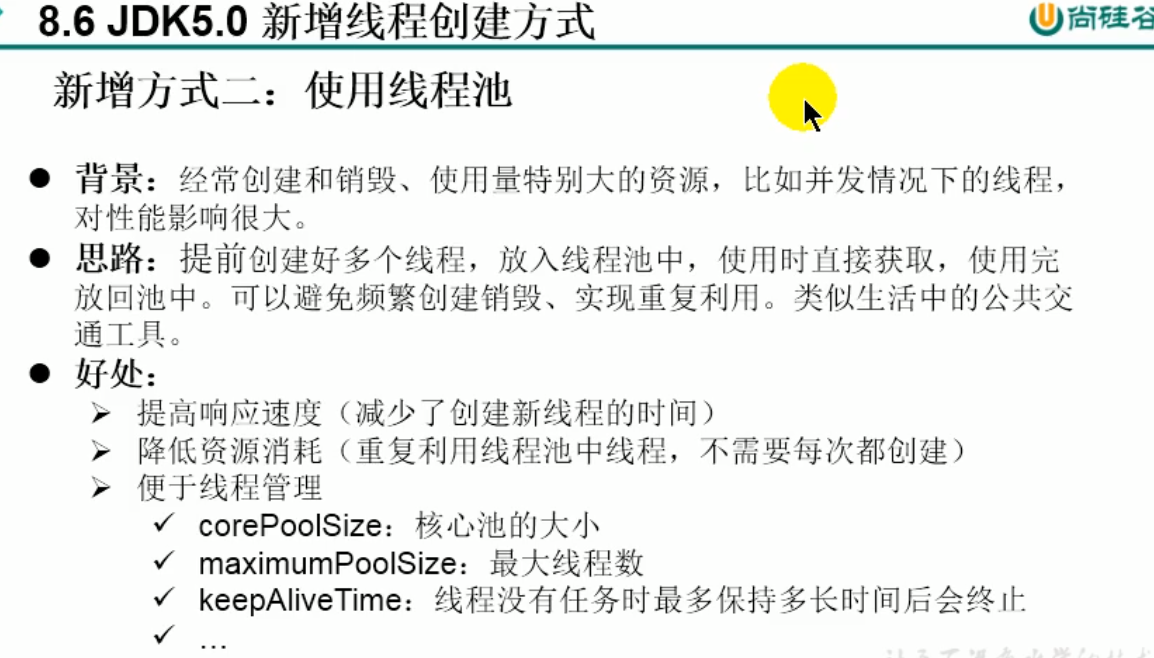 8.6 JDK5.0 新增线程创建方式
尚硅谷
新增方式二：使用线程池
● 背景：经常创建和销毁、使用量特别大的资源，比如并发情况下的线程，
对性能影响很大。
● 思路：提前创建好多个线程，放入线程池中，使用时直接获取，使用完
放回池中。可以避免频繁创建销毁、实现重复利用。类似生活中的公共交
通工具。
● 好处：
➢ 提高响应速度（减少了创建新线程的时间）
➢ 降低资源消耗（重复利用线程池中线程，不需要每次都创建）
➢ 便于线程管理
✓ corePoolSize：核心池的大小
✓ maximumPoolSize：最大线程数
✓ keepAliveTime：线程没有任务时最多保持多长时间后会终止
✓ …